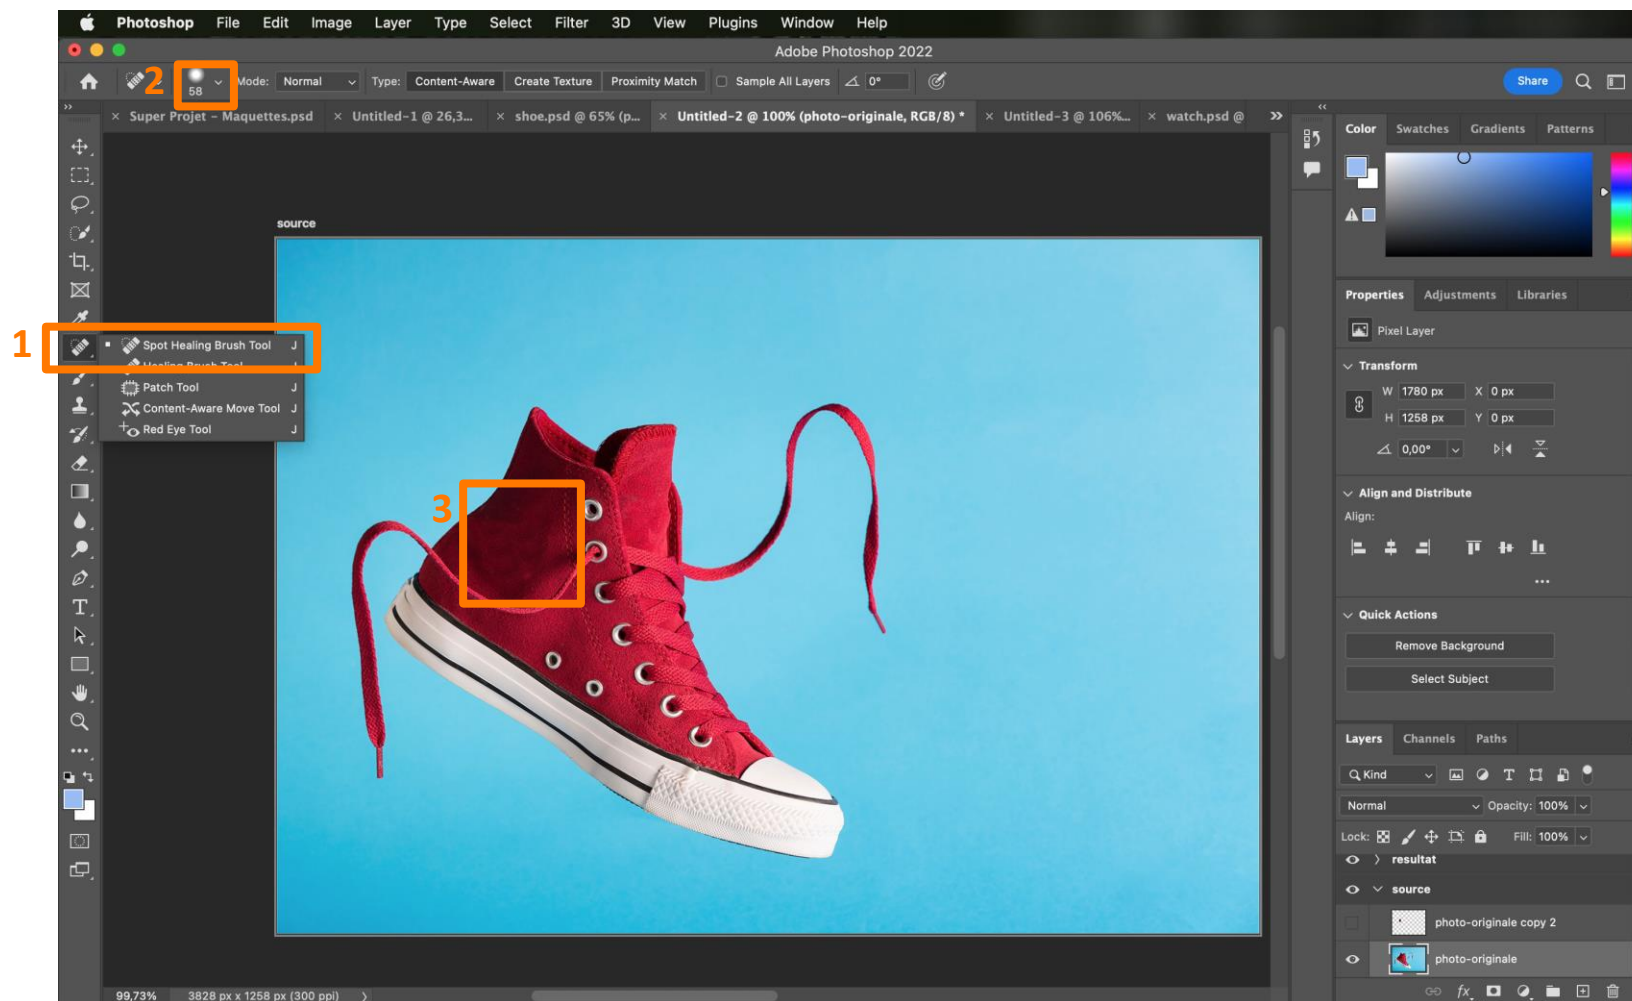 Photoshop File Edit Image Layer Type Select Filter 3D View Plugins Window Help
Adobe Photoshop 2022
2
58 Mode: Normal Type: Content-Aware Create Texture Proximity Match Sample All Layers 0° Share
× Super Projet – Maquettes.psd × Untitled-1 @ 26,3... × shoe.psd @ 65% (p... × Untitled-2 @ 100% (photo-originale, RGB/8) * × Untitled-3 @ 106%... × watch.psd @
Color Swatches Gradients Patterns
source
Properties Adjustments Libraries
Pixel Layer
1
Spot Healing Brush Tool J
Healing Brush Tool J
Patch Tool J
Content-Aware Move Tool J
Red Eye Tool J
Transform
W 1780 px X 0 px
H 1258 px Y 0 px
0,00°
3
Align and Distribute
Align:
...
Quick Actions
Remove Background
Select Subject
Layers Channels Paths
Kind
Normal Opacity: 100%
Lock: Fill: 100%
resultat
source
photo-originale copy 2
photo-originale
fx
99,73% 3828 px x 1258 px (300 ppi)